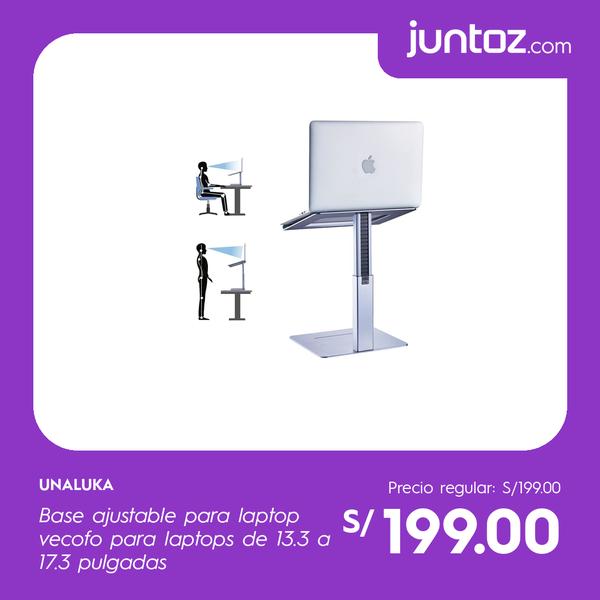 juntoz.com
UNALUKA
Base ajustable para laptop
vecofo para laptops de 13.3 a
17.3 pulgadas
Precio regular: S/199.00
S/199.00